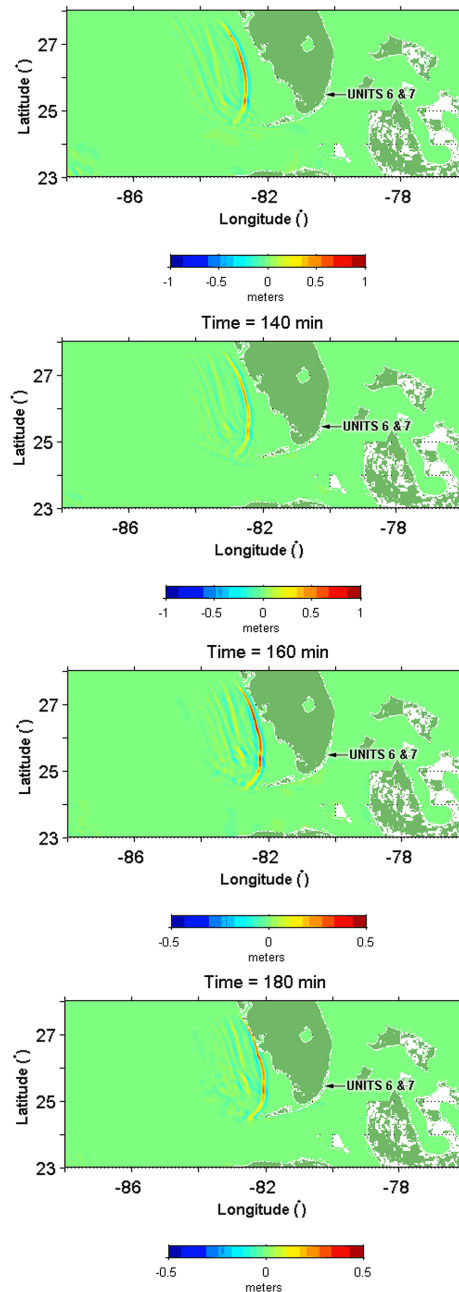 27
25
23
Latitude (°)
UNITS 6 & 7
-86
-82
-78
Longitude (°)
-1
-0.5
0
0.5
1
meters
Time = 140 min
27
25
23
Latitude (°)
UNITS 6 & 7
-86
-82
-78
Longitude (°)
-1
-0.5
0
0.5
1
meters
Time = 160 min
27
25
23
Latitude (°)
UNITS 6 & 7
-86
-82
-78
Longitude (°)
-0.5
0
0.5
meters
Time = 180 min
27
25
23
Latitude (°)
UNITS 6 & 7
-86
-82
-78
Longitude (°)
-0.5
0
0.5
meters